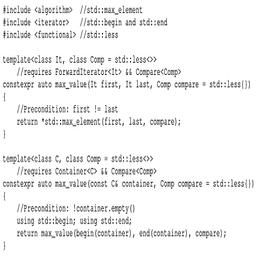 #include <algorithm> //std::max_element
#include <iterator> //std::begin and std::end
#include <functional> //std::less
template<class It, class Comp = std::less<>>
//requires ForwardIterator<It> && Compare<Comp>
constexpr auto max_value(It first, It last, Comp compare = std::less{})
{
//Precondition: first != last
return *std::max_element(first, last, compare);
}
template<class C, class Comp = std::less<>>
//requires Container<C> && Compare<Comp>
constexpr auto max_value(const C& container, Comp compare = std::less{})
{
//Precondition: !container.empty()
using std::begin; using std::end;
return max_value(begin(container), end(container), compare);
}